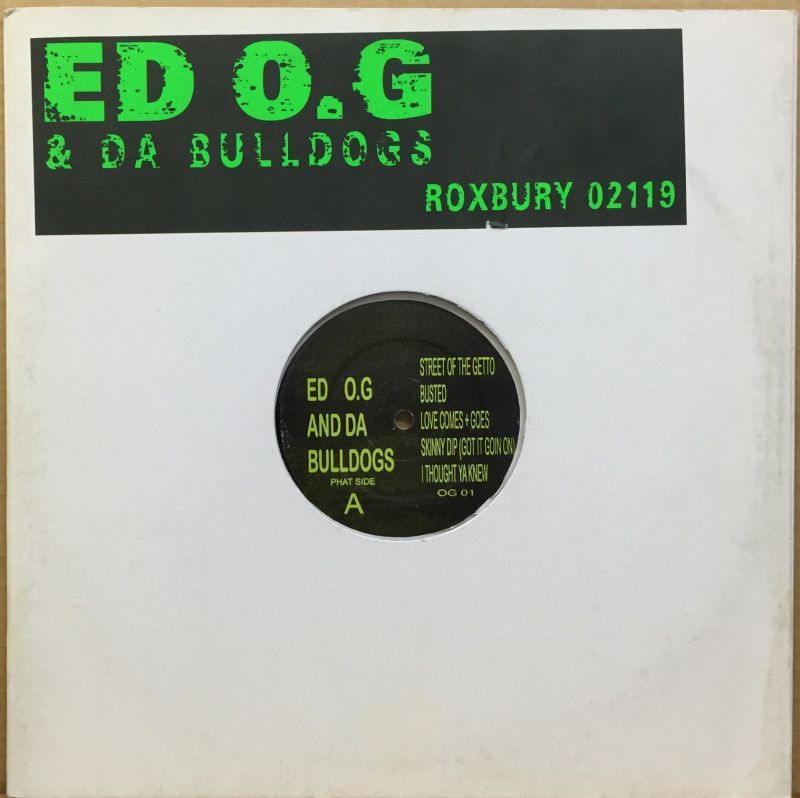 ED O.G
& DA BULLDOGS
ROXBURY 02119
ED O.G
AND DA
BULLDOGS
PHAT SIDE
A
STREET OF THE GETTO
BUSTED
LOVE COMES + GOES
SKINNY DIP (GOT IT GOIN ON)
I THOUGHT YA KNEW
OG 01